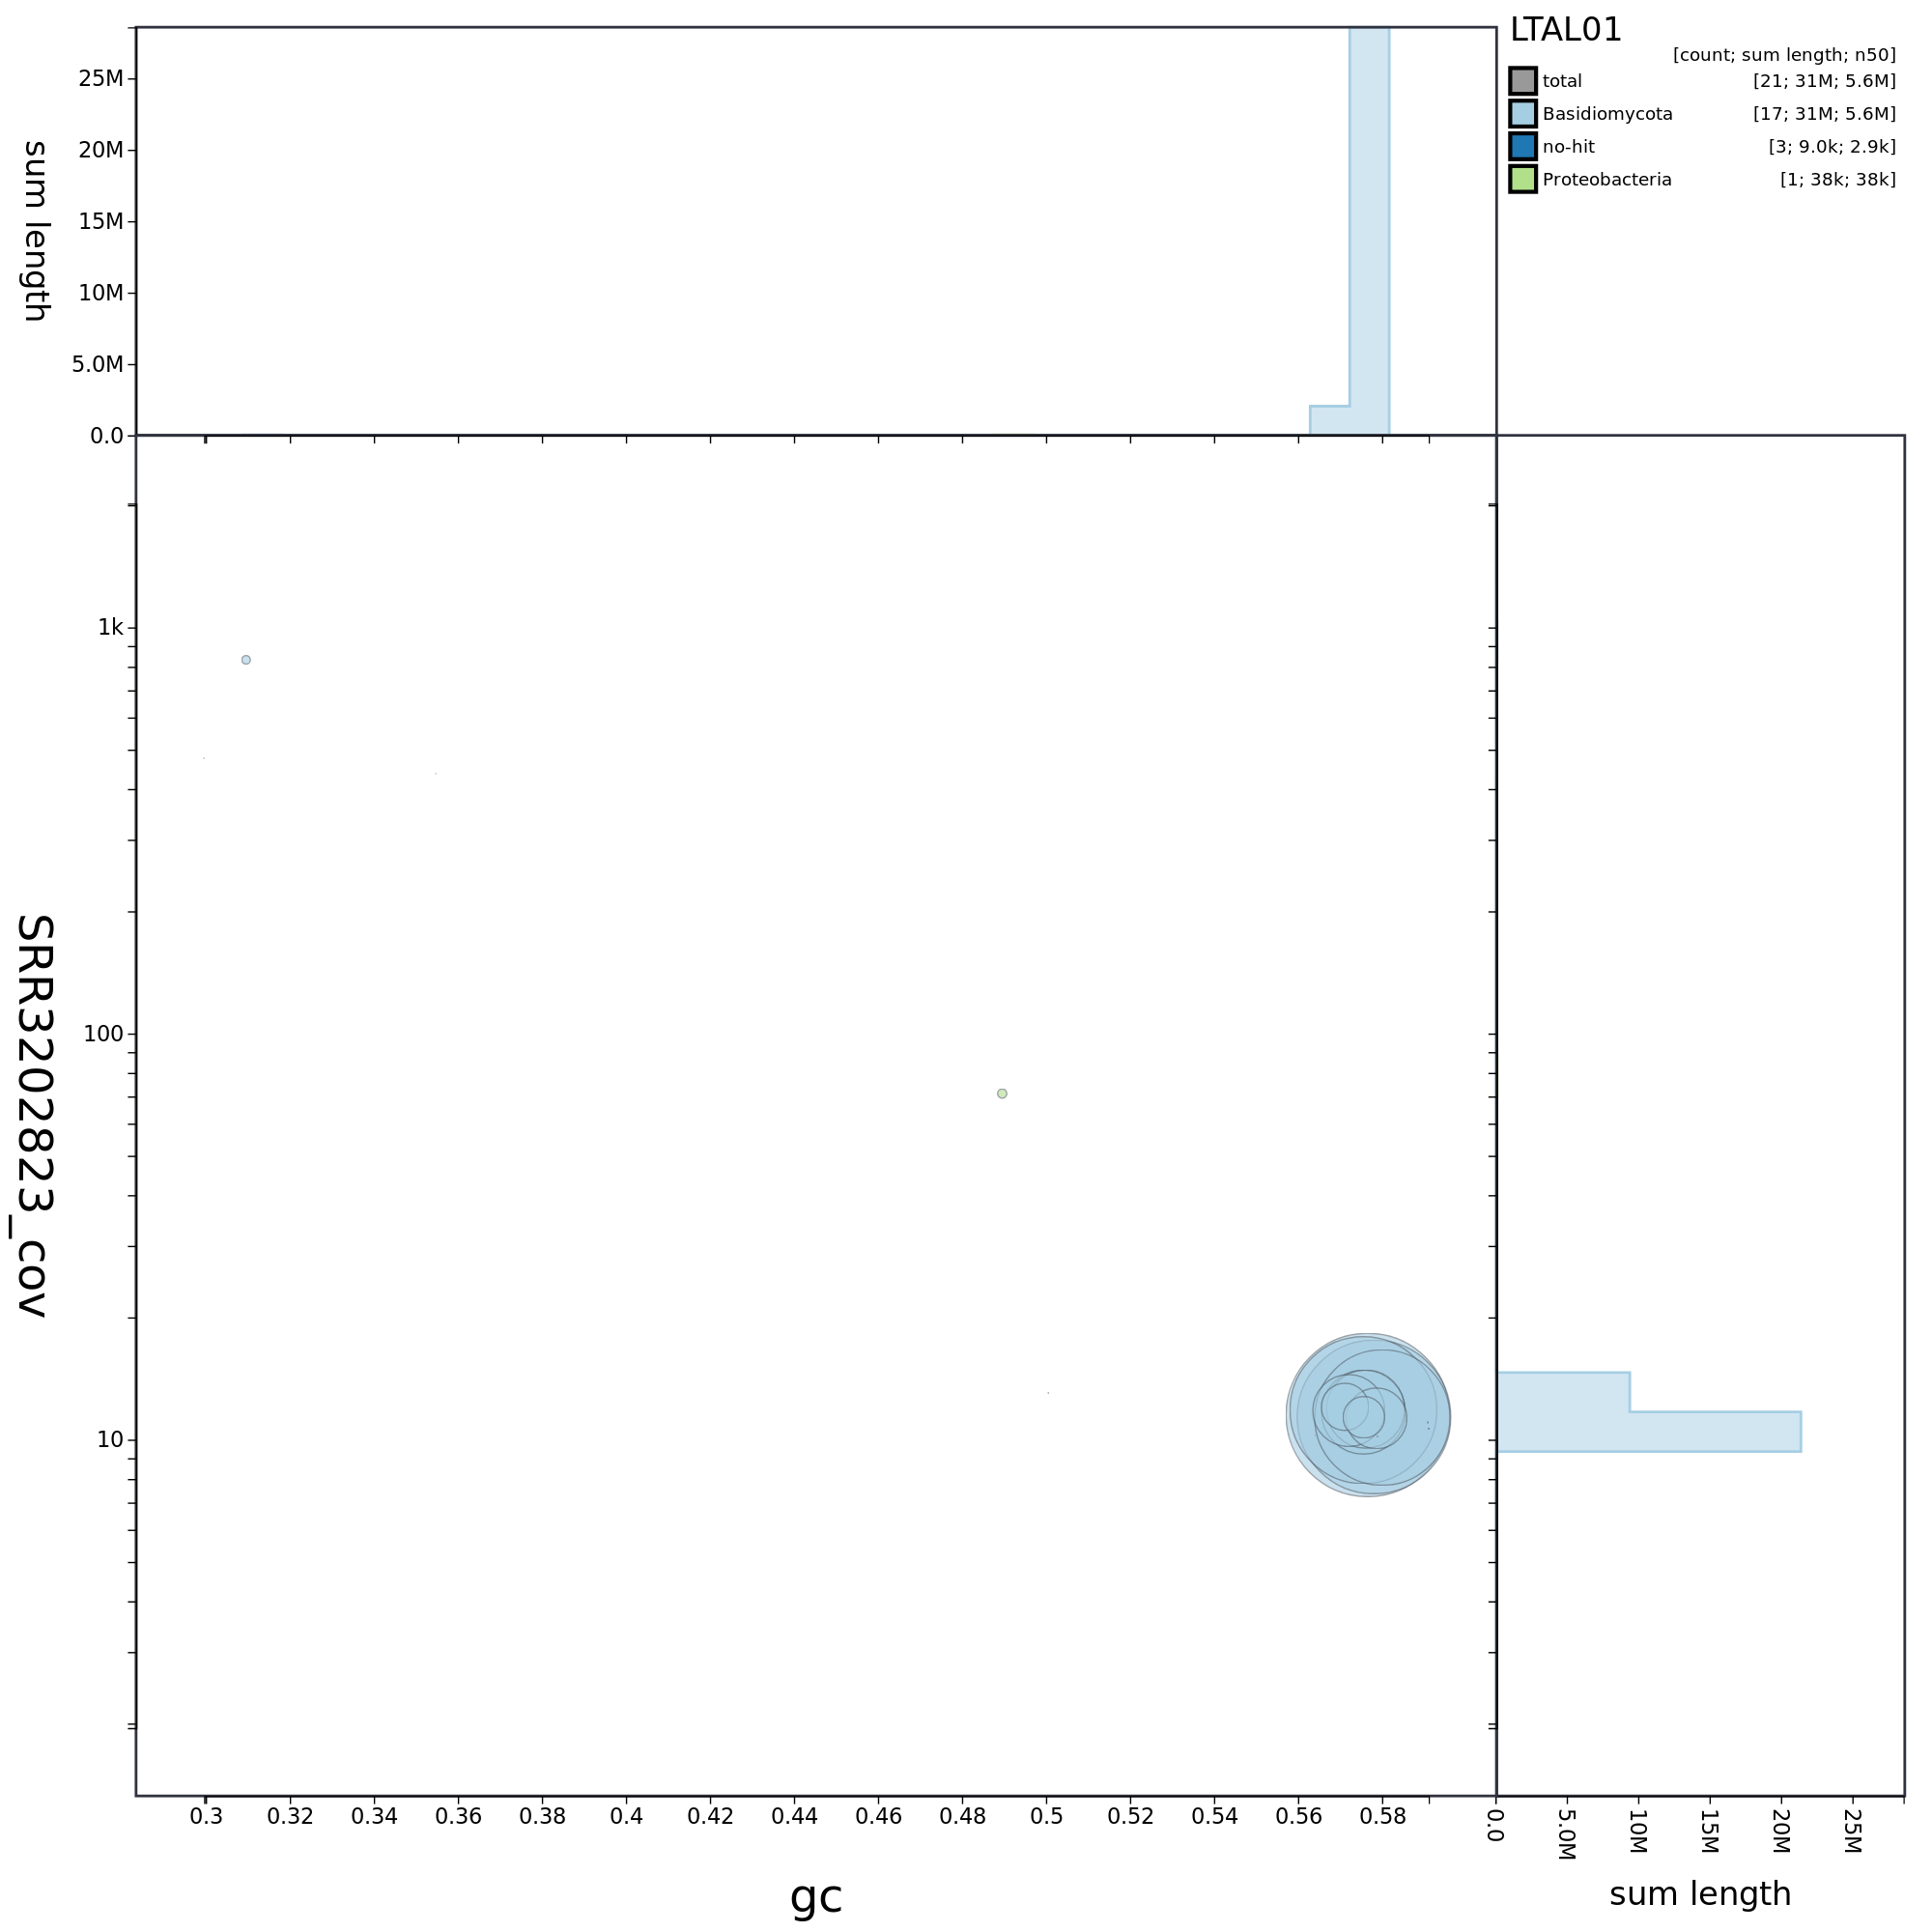 LTAL01
[count; sum length; n50]
total [21; 31M; 5.6M]
Basidiomycota [17; 31M; 5.6M]
no-hit [3; 9.0k; 2.9k]
Proteobacteria [1; 38k; 38k]
sum length
25M
20M
15M
10M
5.0M
0.0
SRR3202823_cov
1k
100
10
0.3 0.32 0.34 0.36 0.38 0.4 0.42 0.44 0.46 0.48 0.5 0.52 0.54 0.56 0.58
gc
0.0 5.0M 10M 15M 20M 25M
sum length